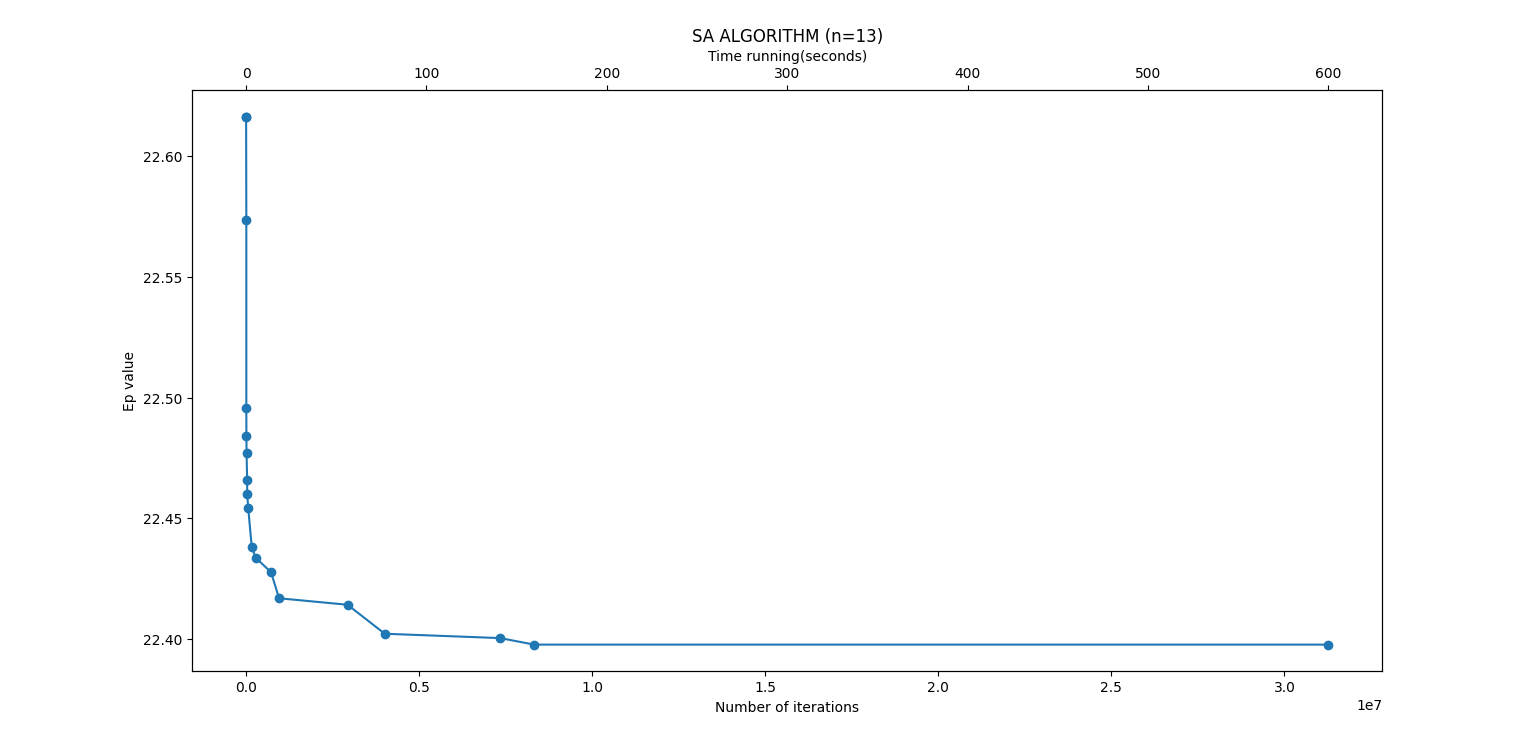 SA ALGORITHM (n=13)
Time running(seconds)
0 100 200 300 400 500 600
22.60
22.55
22.50
22.45
22.40
Ep value
0.0 0.5 1.0 1.5 2.0 2.5 3.0
1e7
Number of iterations